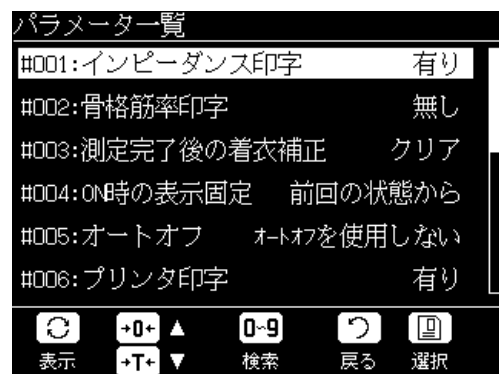 パラメーター覧
#001:インピーダンス印字 有り
#002:骨格筋率印字 無し
#003:測定完了後の着衣補正 クリア
#004:ON時の表示固定 前回の状態から
#005:オートオフ ｵｰﾄｵﾌを使用しない
#006:プリンタ印字 有り
→0← ▲ 0~9
表示 →T← ▼ 検索 戻る 選択